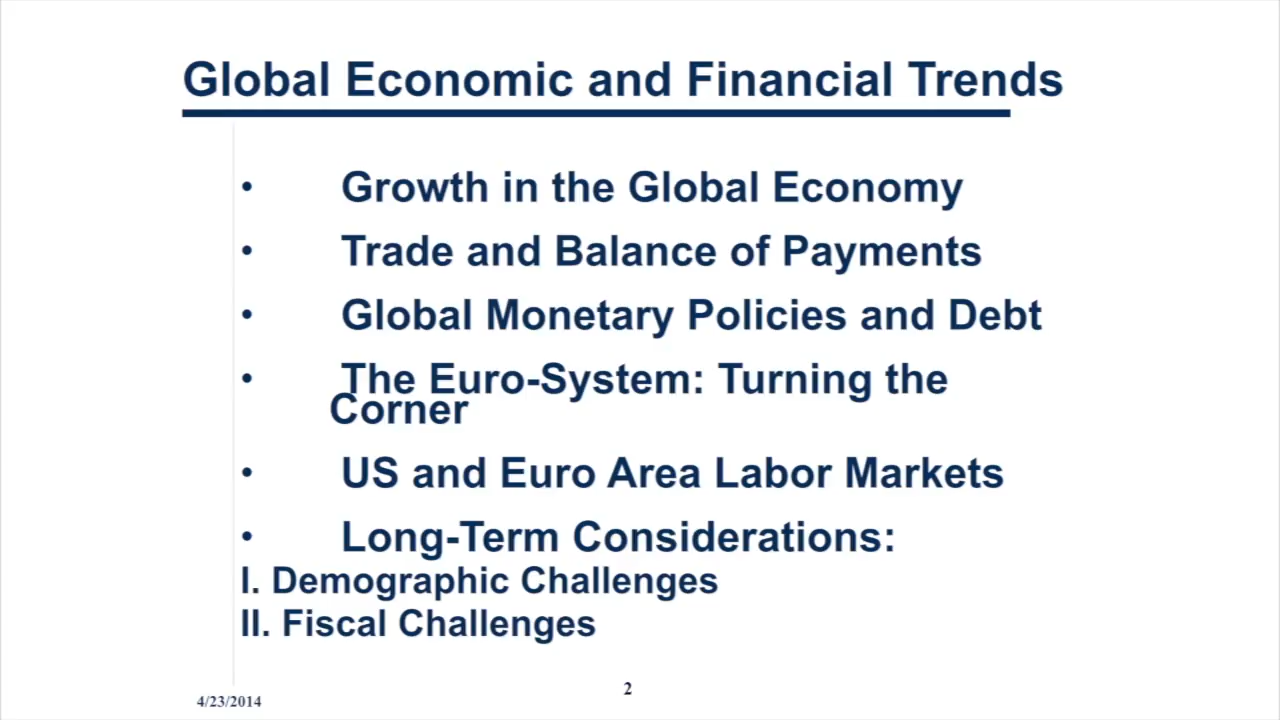 Global Economic and Financial Trends
• Growth in the Global Economy
• Trade and Balance of Payments
• Global Monetary Policies and Debt
• The Euro-System: Turning the
Corner
• US and Euro Area Labor Markets
• Long-Term Considerations:
I. Demographic Challenges
II. Fiscal Challenges
4/23/2014
2